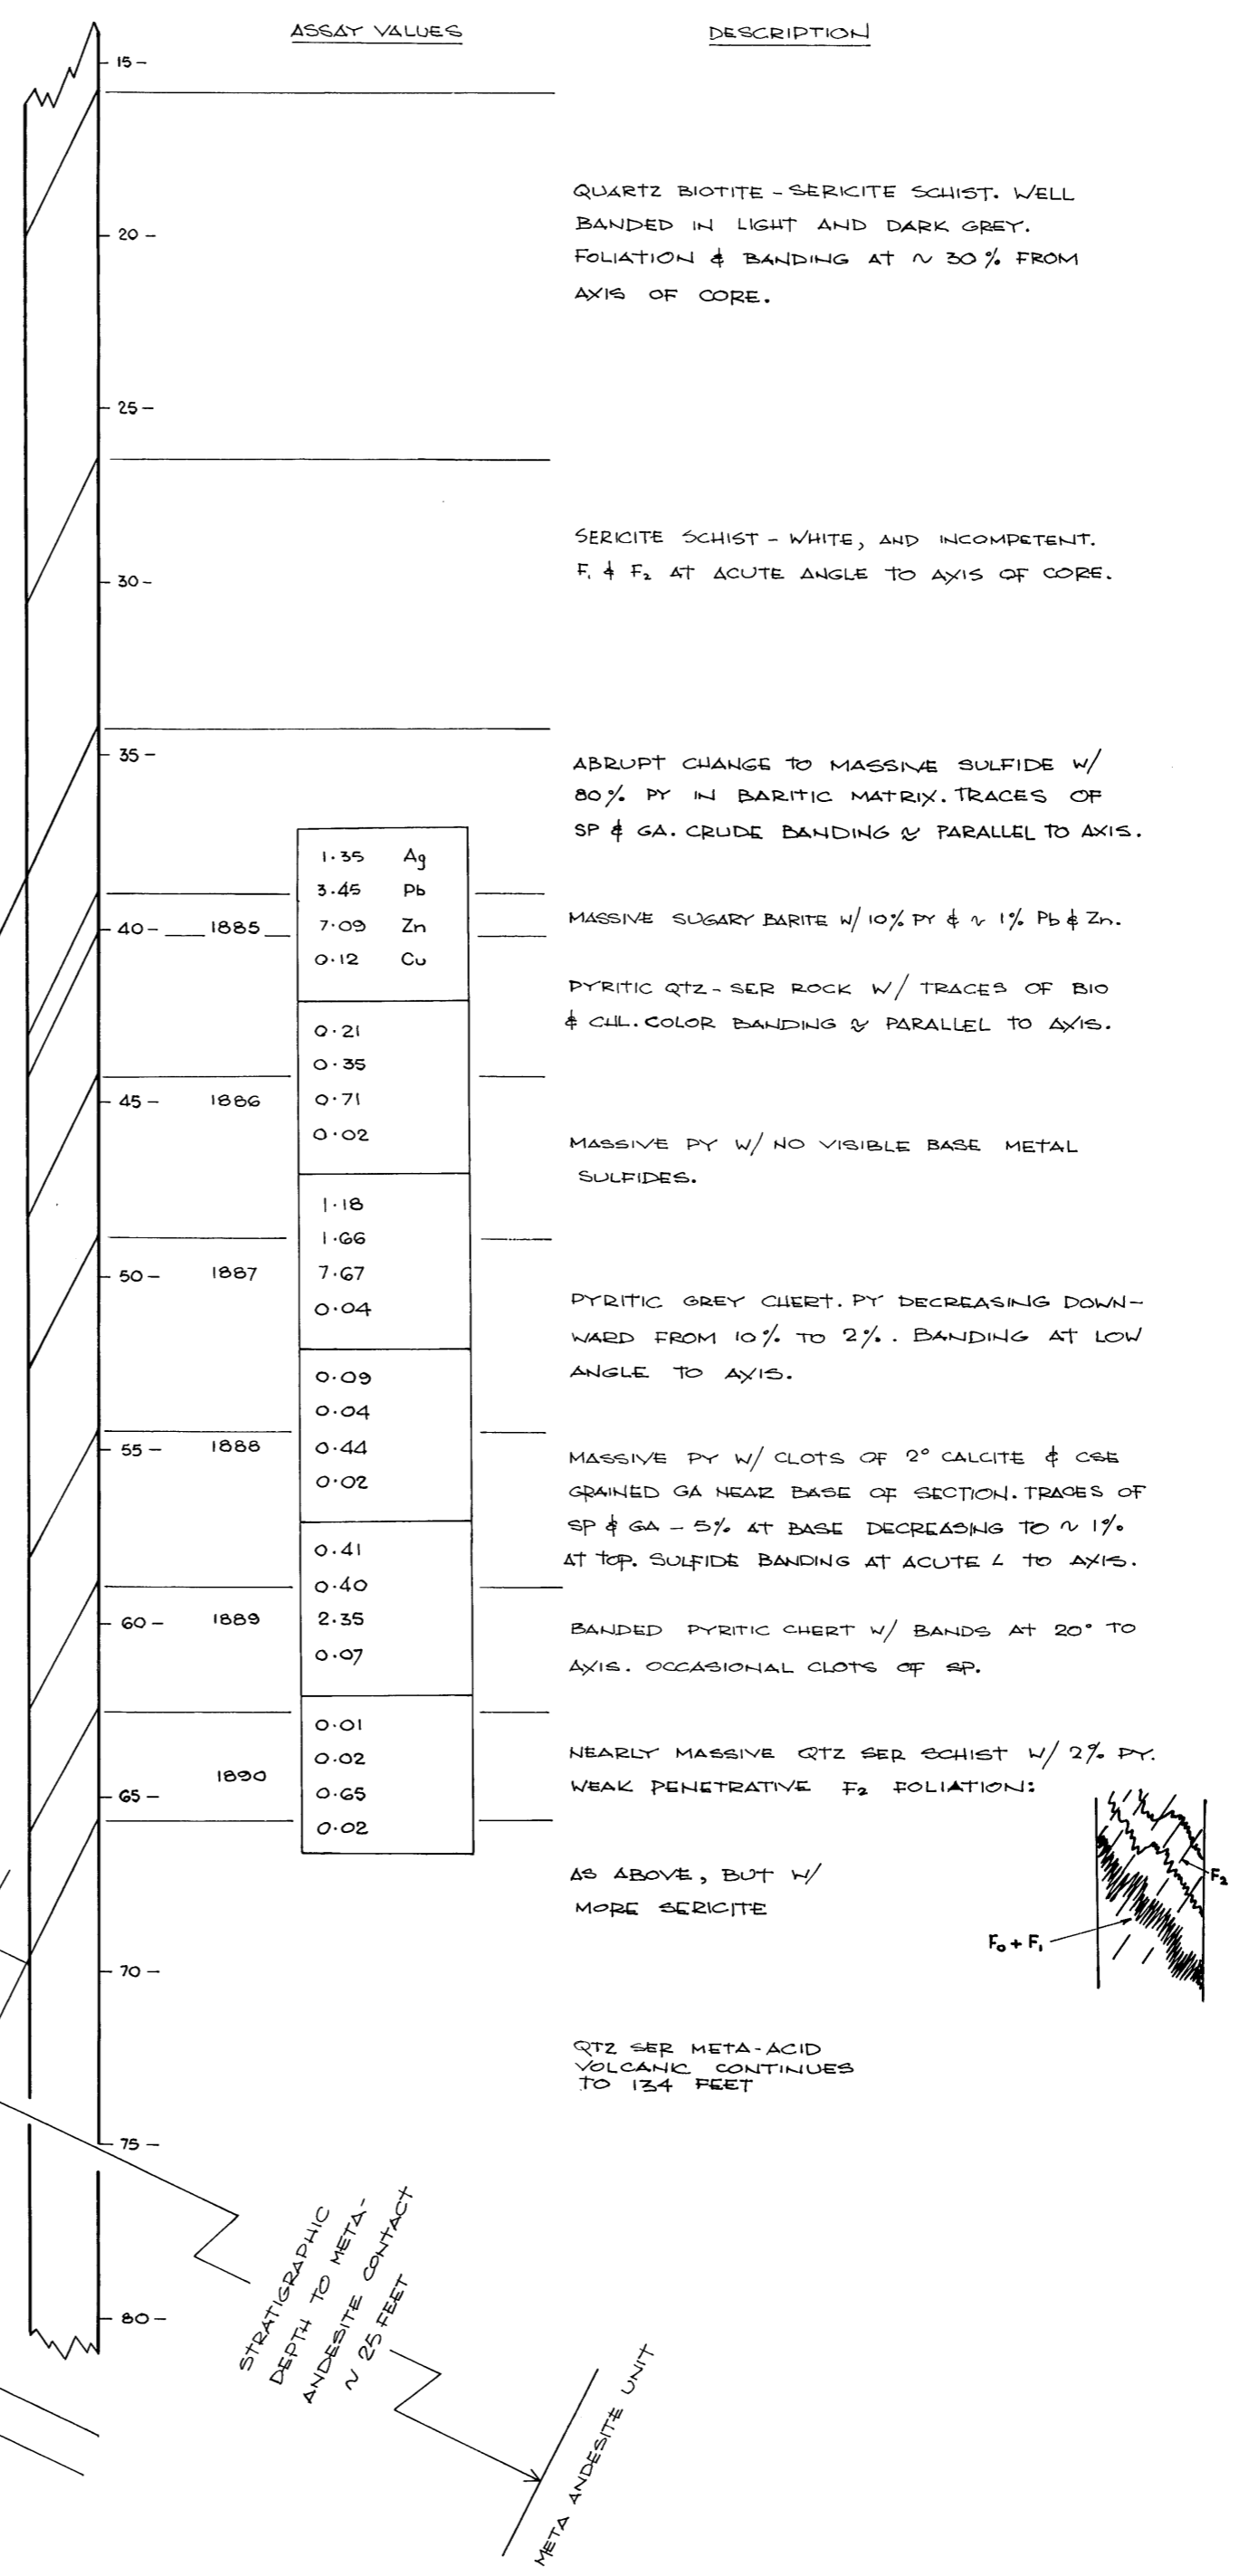 ASSAY VALUES
DESCRIPTION
15-
QUARTZ BIOTITE - SERICITE SCHIST. WELL
BANDED IN LIGHT AND DARK GREY.
FOLIATION & BANDING AT ~ 30% FROM
AXIS OF CORE.
20-
25-
SERICITE SCHIST - WHITE, AND INCOMPETENT.
F₁ & F₂ AT ACUTE ANGLE TO AXIS OF CORE.
30-
35-
ABRUPT CHANGE TO MASSIVE SULFIDE W/
80% PY IN BARITIC MATRIX. TRACES OF
SP & GA. CRUDE BANDING ≈ PARALLEL TO AXIS.
1.35 Ag
3.45 Pb
40- 1885 7.09 Zn
0.12 Cu
MASSIVE SUGARY BARITE W/ 10% PY & ~ 1% Pb & Zn.
PYRITIC QTZ-SER ROCK W/ TRACES OF BIO
& CHL. COLOR BANDING ≈ PARALLEL TO AXIS.
0.21
0.35
45- 1886 0.71
0.02
MASSIVE PY W/ NO VISIBLE BASE METAL
SULFIDES.
1.18
1.66
50- 1887 7.67
0.04
PYRITIC GREY CHERT. PY DECREASING DOWN-
WARD FROM 10% TO 2%. BANDING AT LOW
ANGLE TO AXIS.
0.09
0.04
55- 1888 0.44
0.02
MASSIVE PY W/ CLOTS OF 2° CALCITE & CSE
GRAINED GA NEAR BASE OF SECTION. TRACES OF
SP & GA - 5% AT BASE DECREASING TO ~ 1%
AT TOP. SULFIDE BANDING AT ACUTE ∠ TO AXIS.
0.41
0.40
60- 1889 2.35
0.07
BANDED PYRITIC CHERT W/ BANDS AT 20° TO
AXIS. OCCASIONAL CLOTS OF SP.
0.01
0.02
1890
65- 0.65
0.02
NEARLY MASSIVE QTZ SER SCHIST W/ 2% PY.
WEAK PENETRATIVE F₂ FOLIATION:
F₂
F₀ + F₁
AS ABOVE, BUT W/
MORE SERICITE
70-
QTZ SER META-ACID
VOLCANIC CONTINUES
TO 134 FEET
75-
80-
STRATIGRAPHIC
DEPTH TO META-
ANDESITE CONTACT
~ 25 FEET
META ANDESITE UNIT